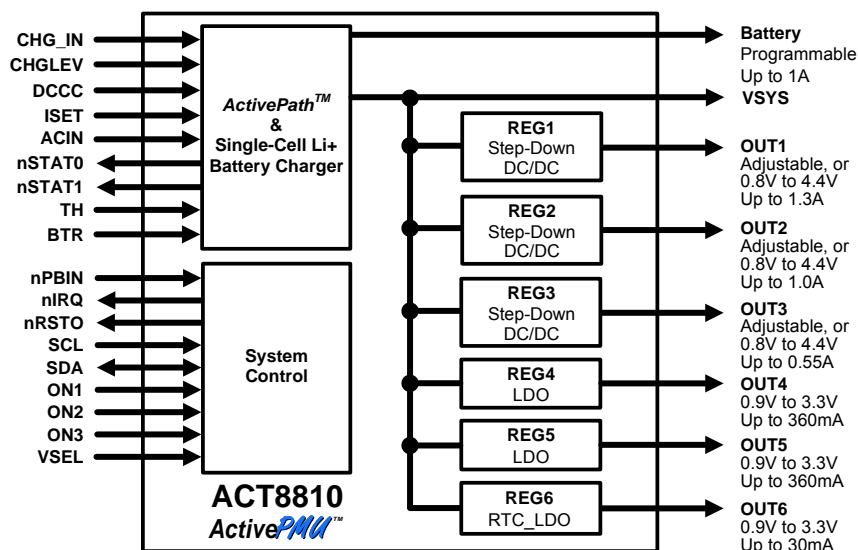 CHG_IN
CHGLEV
DCCC
ISET
ACIN
nSTAT0
nSTAT1
TH
BTR
ActivePath™
&
Single-Cell Li+
Battery Charger
nPBIN
nIRQ
nRSTO
SCL
SDA
ON1
ON2
ON3
VSEL
System
Control
ACT8810
ActivePMU™
REG1
Step-Down
DC/DC
REG2
Step-Down
DC/DC
REG3
Step-Down
DC/DC
REG4
LDO
REG5
LDO
REG6
RTC_LDO
Battery
Programmable
Up to 1A
VSYS
OUT1
Adjustable, or
0.8V to 4.4V
Up to 1.3A
OUT2
Adjustable, or
0.8V to 4.4V
Up to 1.0A
OUT3
Adjustable, or
0.8V to 4.4V
Up to 0.55A
OUT4
0.9V to 3.3V
Up to 360mA
OUT5
0.9V to 3.3V
Up to 360mA
OUT6
0.9V to 3.3V
Up to 30mA